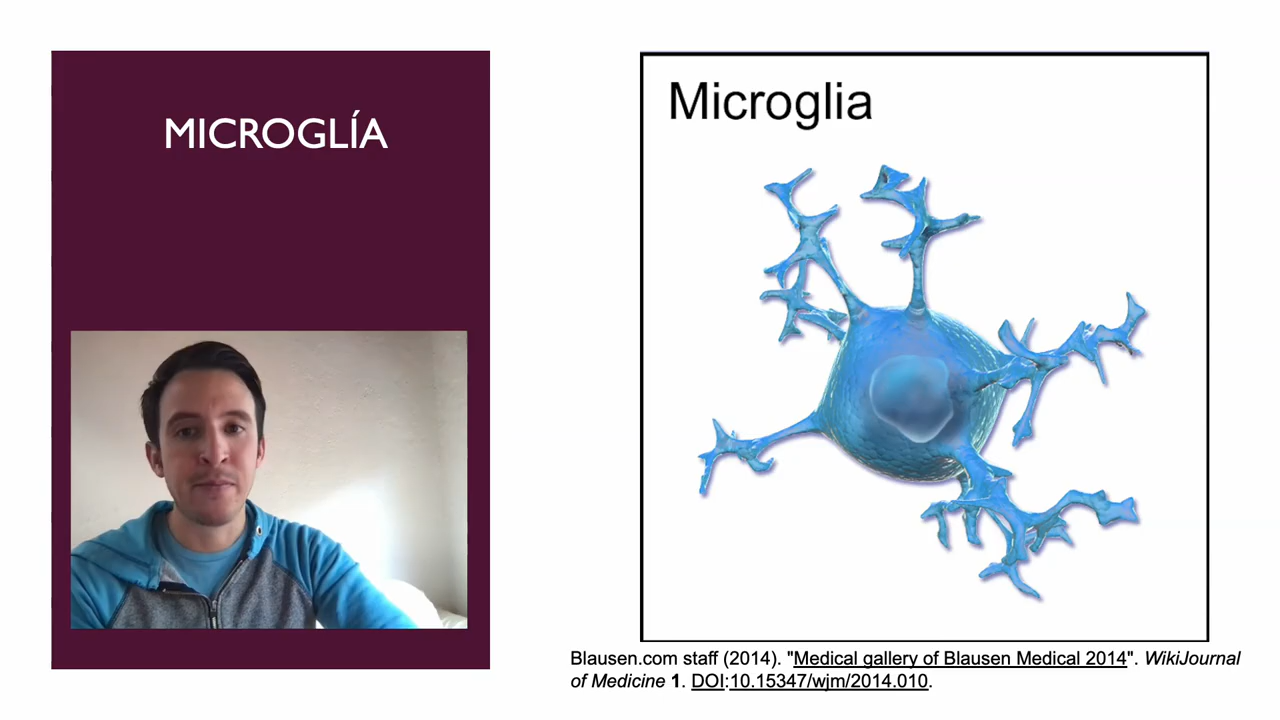 MICROGLÍA
Microglia
Blausen.com staff (2014). "Medical gallery of Blausen Medical 2014". WikiJournal
of Medicine 1. DOI:10.15347/wjm/2014.010.